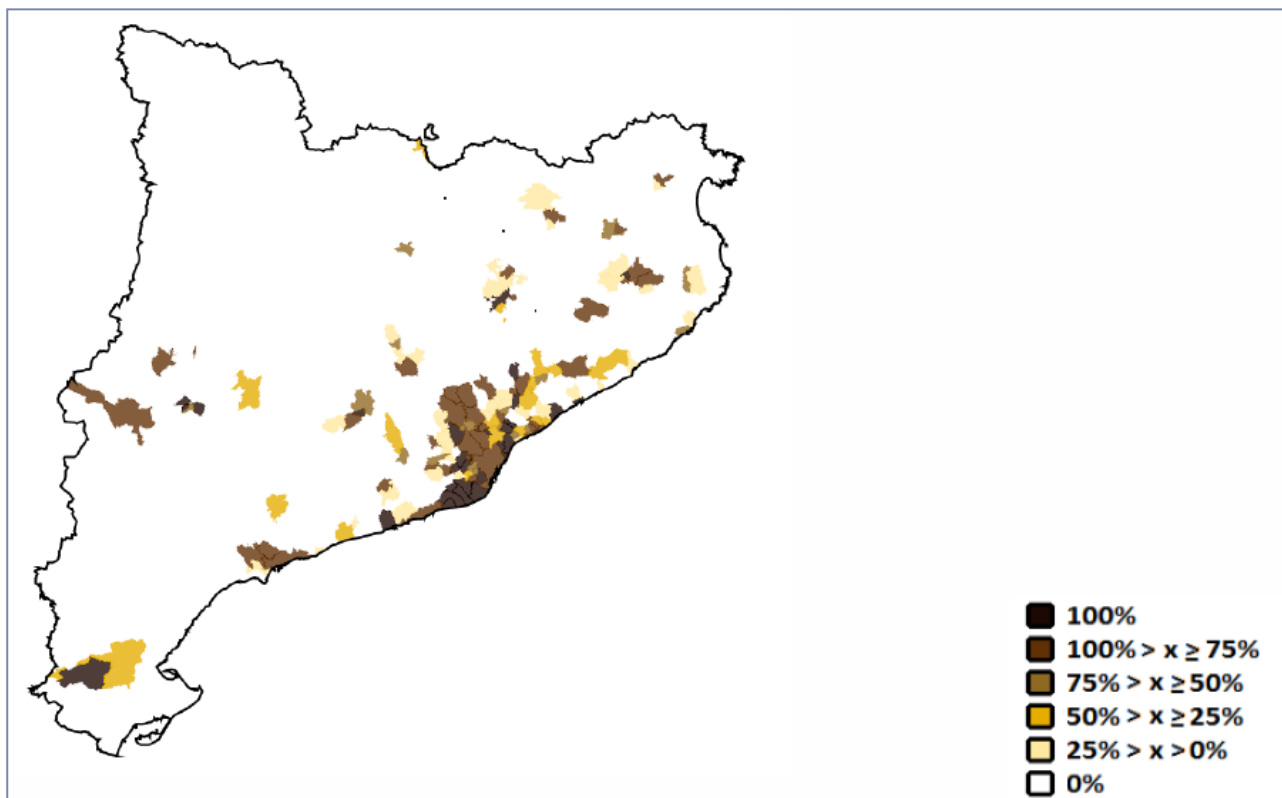 100%
100% > x ≥ 75%
75% > x ≥ 50%
50% > x ≥ 25%
25% > x > 0%
0%